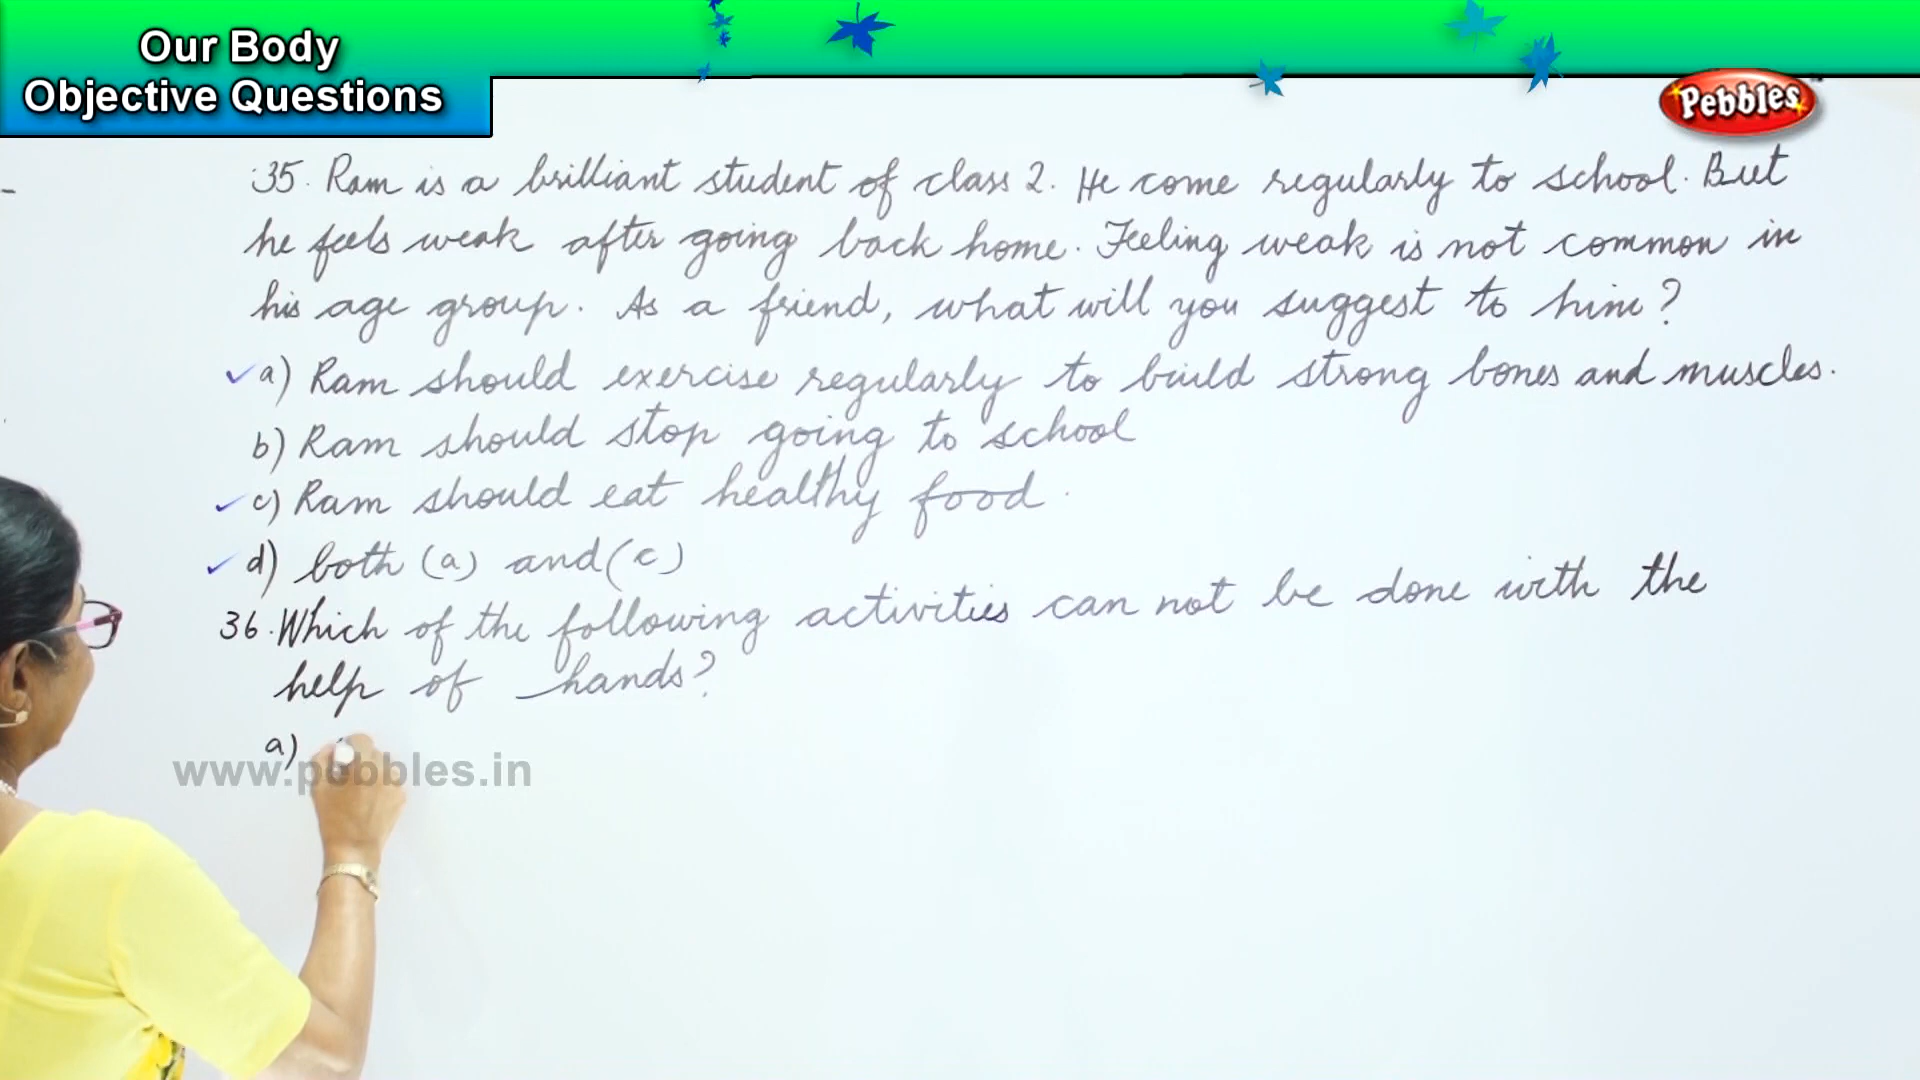 Our Body
Objective Questions
Pebbles
35. Ram is a brilliant student of class 2. He come regularly to school. But
he feels weak after going back home. Feeling weak is not common in
his age group. As a friend, what will you suggest to him?
a) Ram should exercise regularly to build strong bones and muscles.
b) Ram should stop going to school
c) Ram should eat healthy food.
d) both (a) and (c)
36. Which of the following activities can not be done with the
help of hands?
a)
www.pebbles.in